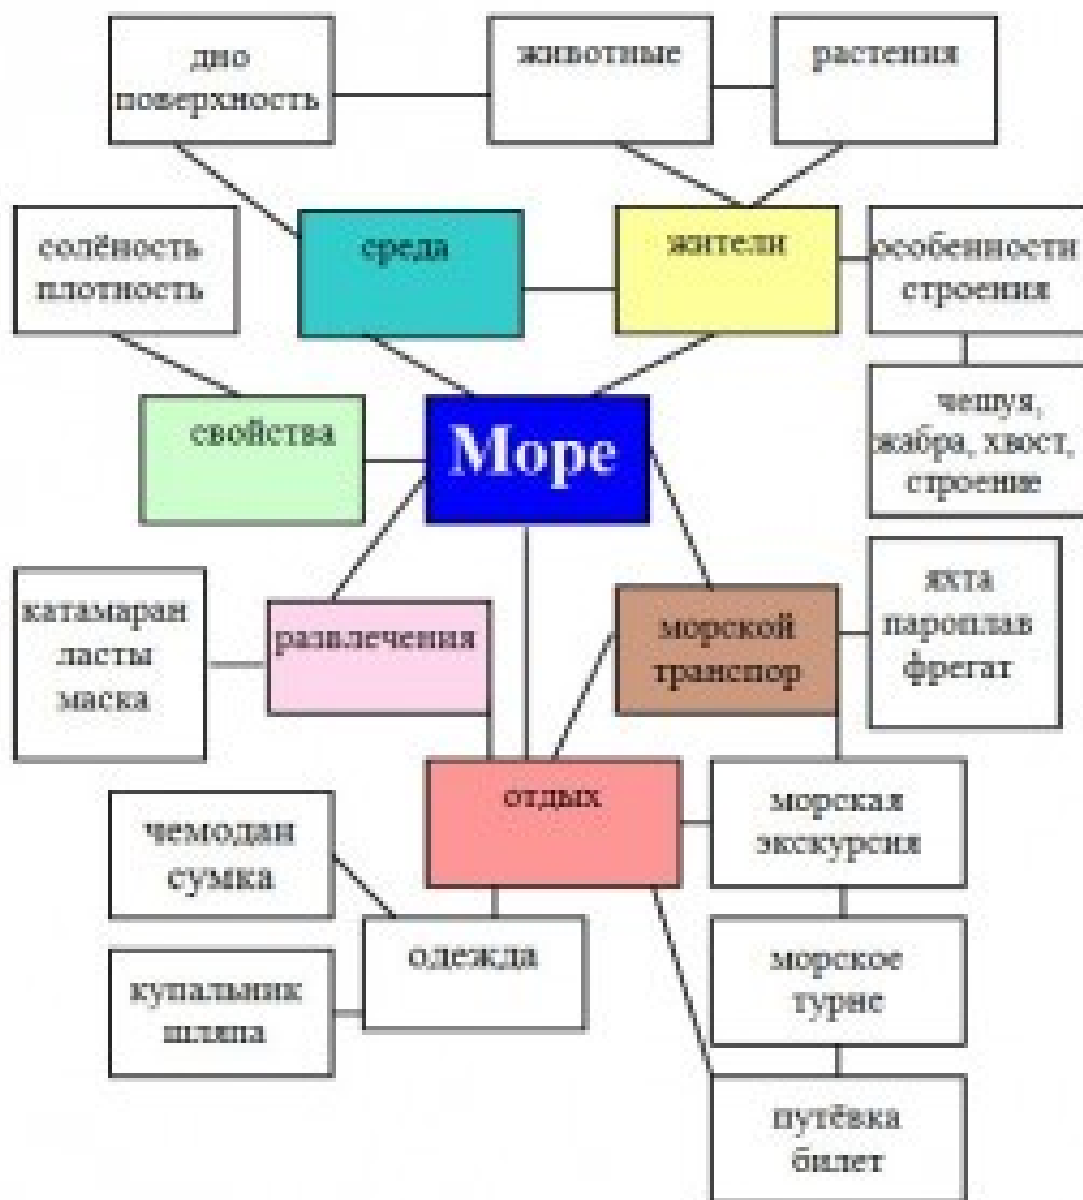 дно
поверхность
животные
растения
солёность
плотность
среда
жители
особенности
строения
свойства
Море
чешуя,
жабра, хвост,
строение
катамаран
ласты
маска
развлечения
морской
транспор
яхта
пароплав
фрегат
отдых
морская
экскурсия
чемодан
сумка
одежда
морское
турне
купальник
шляпа
путёвка
билет